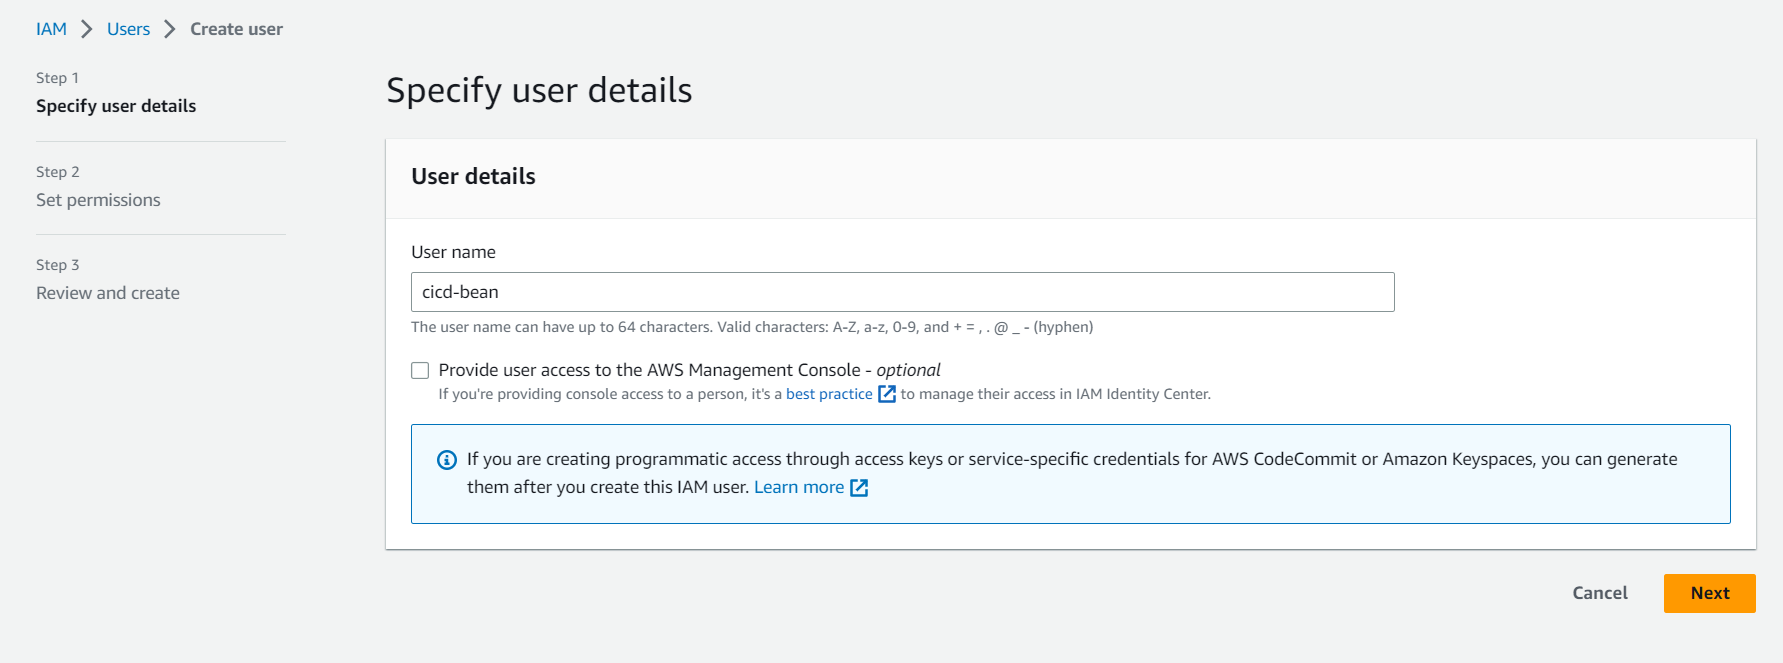 IAM > Users > Create user
Step 1
Specify user details
Step 2
Set permissions
Step 3
Review and create
Specify user details
User details
User name
cicd-bean
The user name can have up to 64 characters. Valid characters: A-Z, a-z, 0-9, and + = , . @ _ - (hyphen)
Provide user access to the AWS Management Console - optional
If you're providing console access to a person, it's a best practice to manage their access in IAM Identity Center.
If you are creating programmatic access through access keys or service-specific credentials for AWS CodeCommit or Amazon Keyspaces, you can generate
them after you create this IAM user. Learn more
Cancel
Next